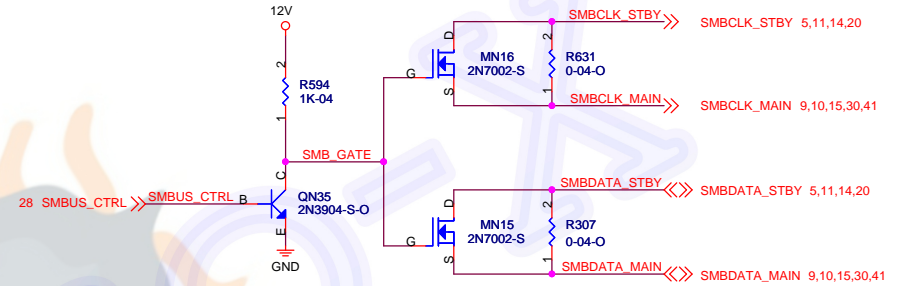 12V
SMBCLK_STBY
SMBCLK_STBY 5,11,14,20
D
2
G
MN16
2N7002-S
R631
0-04-O
S
1
2
R594
1K-04
1
SMBCLK_MAIN
SMBCLK_MAIN 9,10,15,30,41
SMB_GATE
C
28 SMBUS_CTRL
SMBUS_CTRL
B
QN35
2N3904-S-O
E
GND
SMBDATA_STBY
SMBDATA_STBY 5,11,14,20
D
2
G
MN15
2N7002-S
R307
0-04-O
S
1
SMBDATA_MAIN
SMBDATA_MAIN 9,10,15,30,41